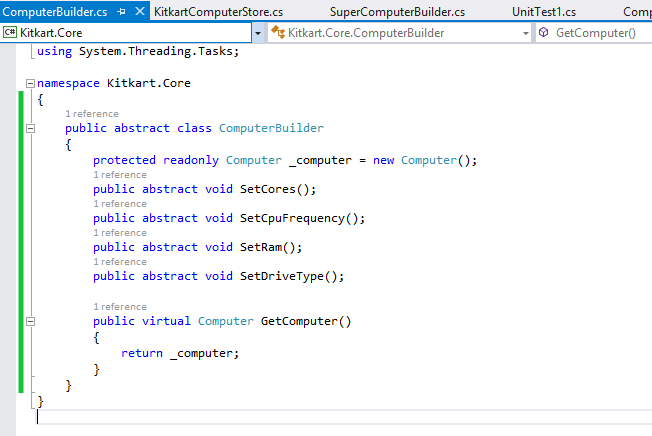 ComputerBuilder.cs KitkartComputerStore.cs SuperComputerBuilder.cs UnitTest1.cs
C# Kitkart.Core Kitkart.Core.ComputerBuilder GetComputer()
using System.Threading.Tasks;
namespace Kitkart.Core
{
1 reference
public abstract class ComputerBuilder
{
protected readonly Computer _computer = new Computer();
1 reference
public abstract void SetCores();
1 reference
public abstract void SetCpuFrequency();
1 reference
public abstract void SetRam();
1 reference
public abstract void SetDriveType();
1 reference
public virtual Computer GetComputer()
{
return _computer;
}
}
}